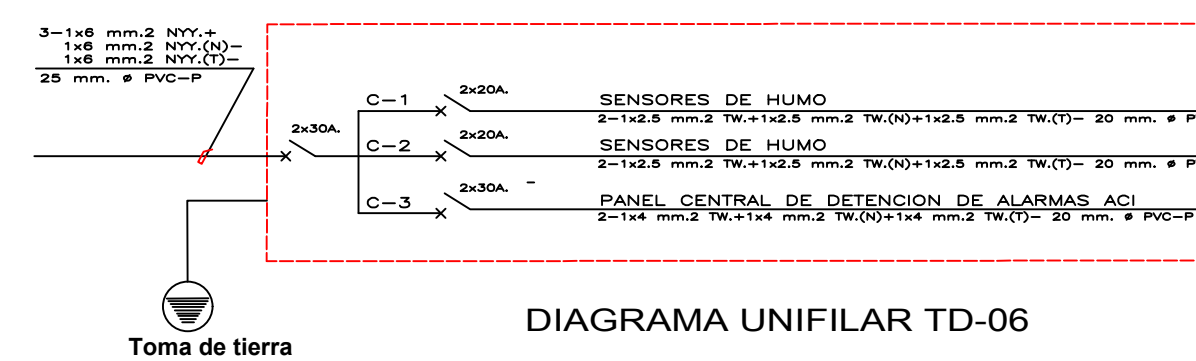 3-1x6 mm.2 NYY.+
1x6 mm.2 NYY.(N)-
1x6 mm.2 NYY.(T)-
25 mm. ø PVC-P
2x30A.
C-1
2x20A.
SENSORES DE HUMO
2-1x2.5 mm.2 TW.+1x2.5 mm.2 TW.(N)+1x2.5 mm.2 TW.(T)- 20 mm. ø P
C-2
2x20A.
SENSORES DE HUMO
2-1x2.5 mm.2 TW.+1x2.5 mm.2 TW.(N)+1x2.5 mm.2 TW.(T)- 20 mm. ø P
C-3
2x30A.
PANEL CENTRAL DE DETENCION DE ALARMAS ACI
2-1x4 mm.2 TW.+1x4 mm.2 TW.(N)+1x4 mm.2 TW.(T)- 20 mm. ø PVC-P
Toma de tierra
DIAGRAMA UNIFILAR TD-06